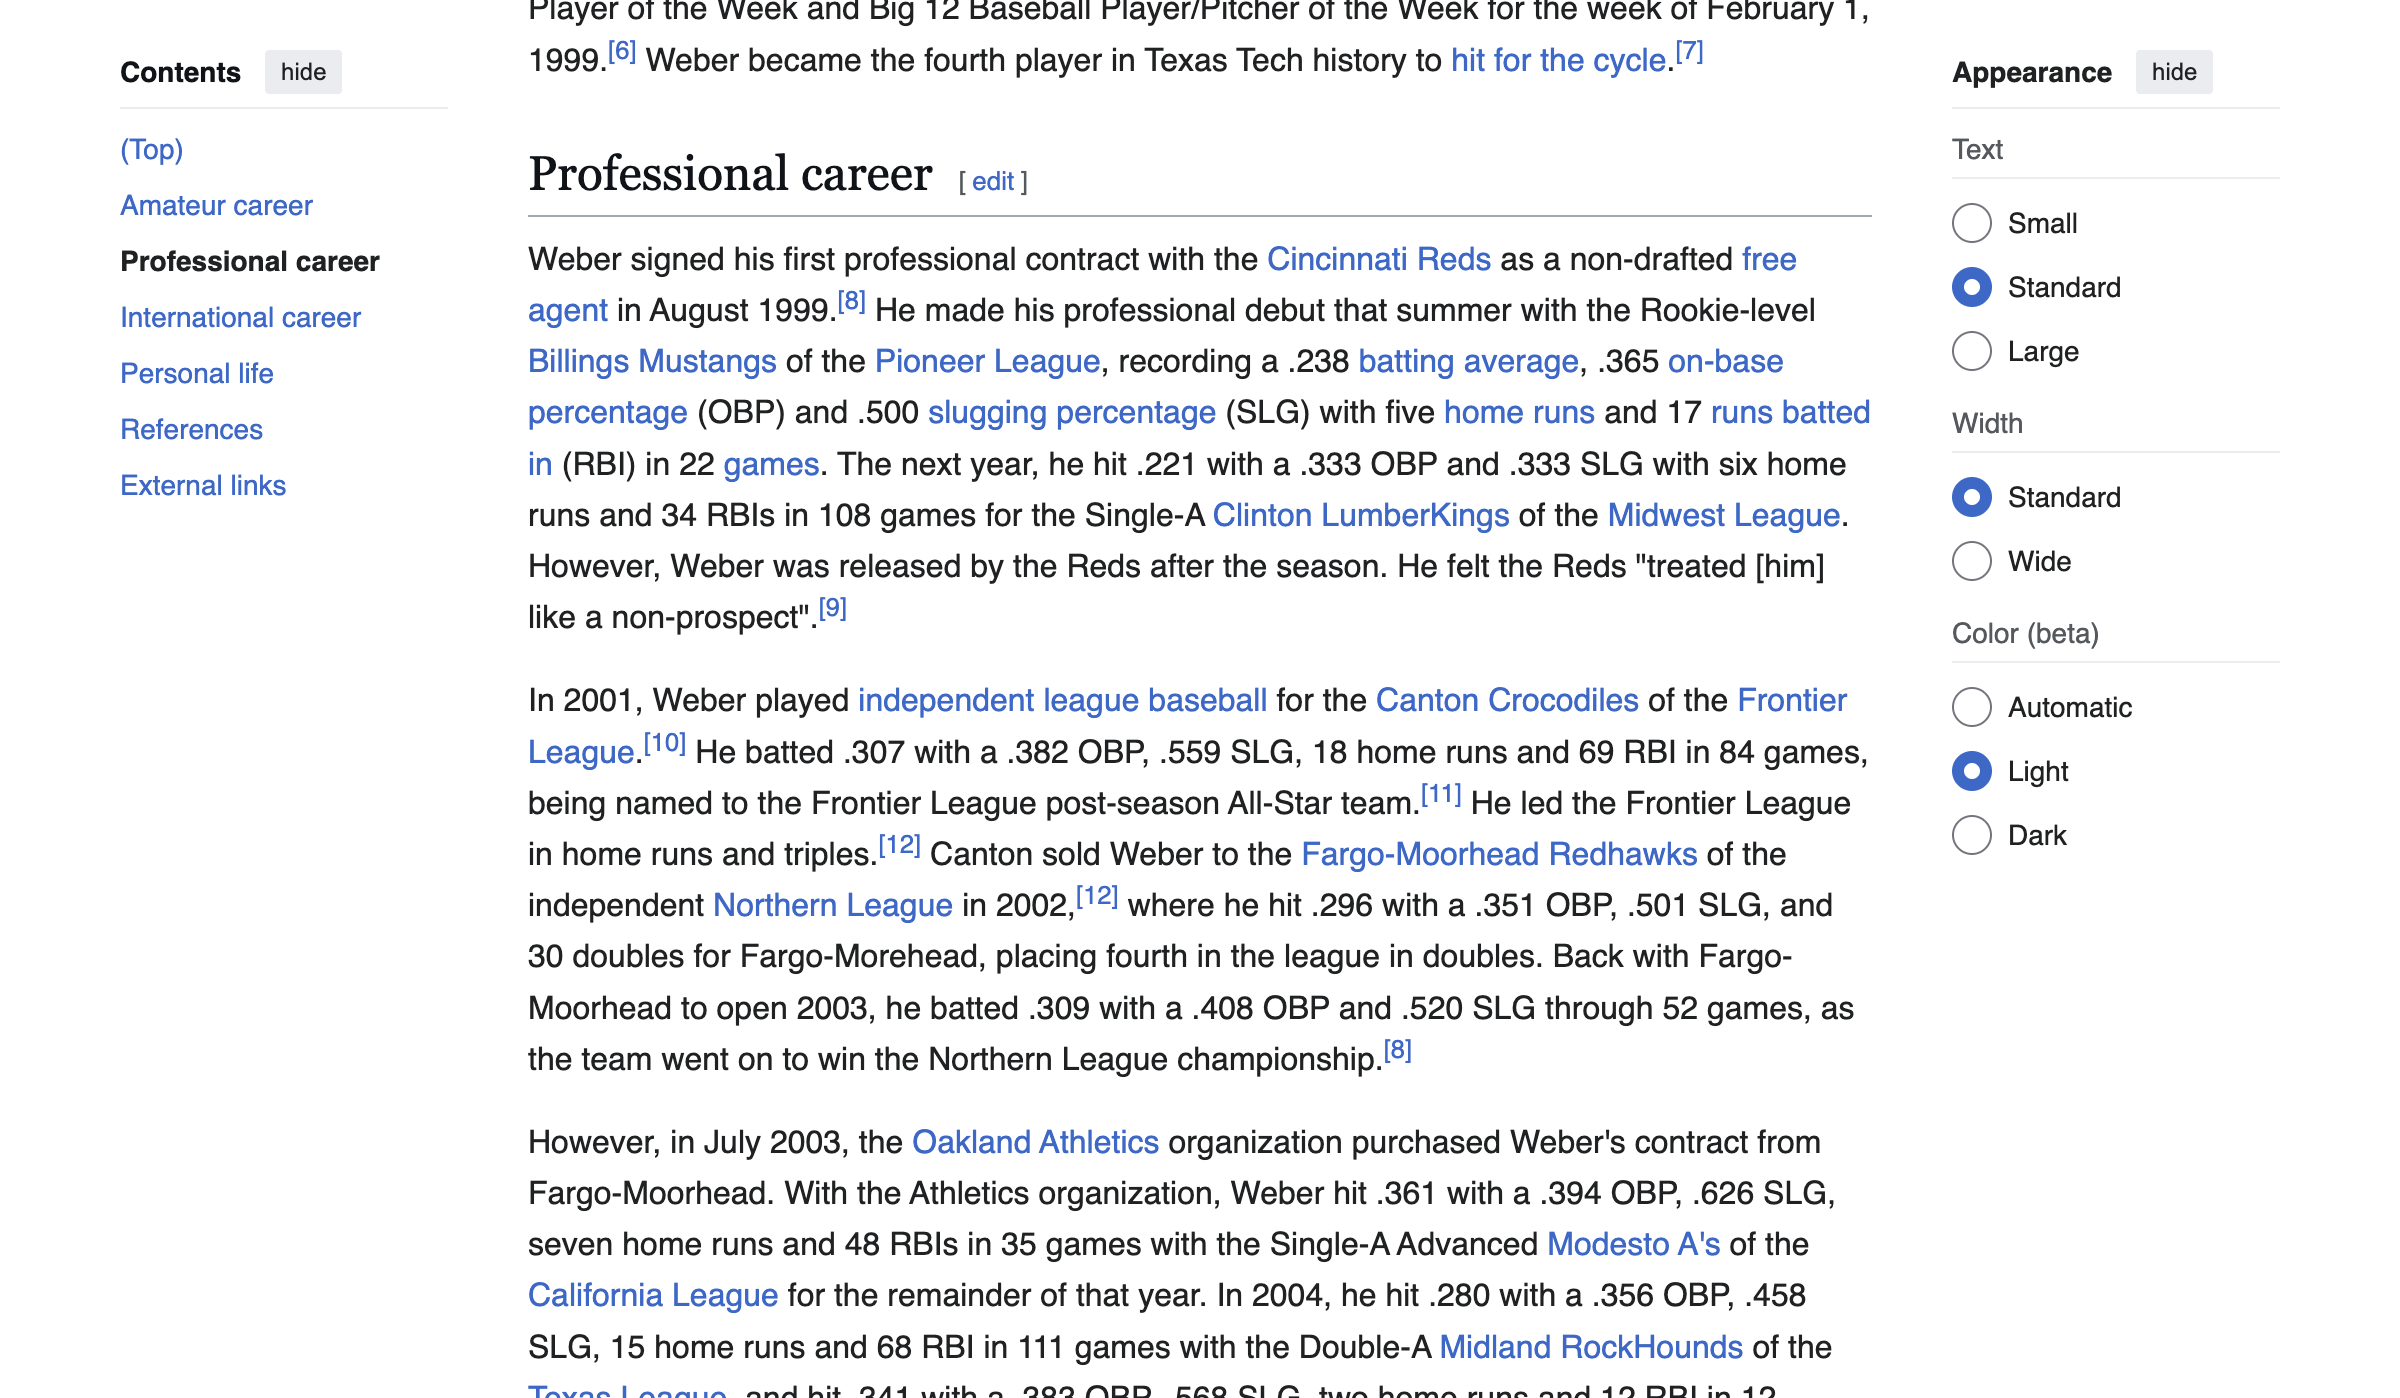 Player of the Week and Big 12 Baseball Player/Pitcher of the Week for the week of February 1,
1999.[6] Weber became the fourth player in Texas Tech history to hit for the cycle.[7]
Contents hide
(Top)
Amateur career
Professional career
International career
Personal life
References
External links
Professional career [ edit ]
Weber signed his first professional contract with the Cincinnati Reds as a non-drafted free
agent in August 1999.[8] He made his professional debut that summer with the Rookie-level
Billings Mustangs of the Pioneer League, recording a .238 batting average, .365 on-base
percentage (OBP) and .500 slugging percentage (SLG) with five home runs and 17 runs batted
in (RBI) in 22 games. The next year, he hit .221 with a .333 OBP and .333 SLG with six home
runs and 34 RBIs in 108 games for the Single-A Clinton LumberKings of the Midwest League.
However, Weber was released by the Reds after the season. He felt the Reds "treated [him]
like a non-prospect".[9]
In 2001, Weber played independent league baseball for the Canton Crocodiles of the Frontier
League.[10] He batted .307 with a .382 OBP, .559 SLG, 18 home runs and 69 RBI in 84 games,
being named to the Frontier League post-season All-Star team.[11] He led the Frontier League
in home runs and triples.[12] Canton sold Weber to the Fargo-Moorhead Redhawks of the
independent Northern League in 2002,[12] where he hit .296 with a .351 OBP, .501 SLG, and
30 doubles for Fargo-Morehead, placing fourth in the league in doubles. Back with Fargo-
Moorhead to open 2003, he batted .309 with a .408 OBP and .520 SLG through 52 games, as
the team went on to win the Northern League championship.[8]
However, in July 2003, the Oakland Athletics organization purchased Weber's contract from
Fargo-Moorhead. With the Athletics organization, Weber hit .361 with a .394 OBP, .626 SLG,
seven home runs and 48 RBIs in 35 games with the Single-A Advanced Modesto A's of the
California League for the remainder of that year. In 2004, he hit .280 with a .356 OBP, .458
SLG, 15 home runs and 68 RBI in 111 games with the Double-A Midland RockHounds of the
Texas League, and hit .341 with a .383 OBP, .568 SLG, two home runs and 12 RBI in 12
Appearance hide
Text
Small
Standard
Large
Width
Standard
Wide
Color (beta)
Automatic
Light
Dark